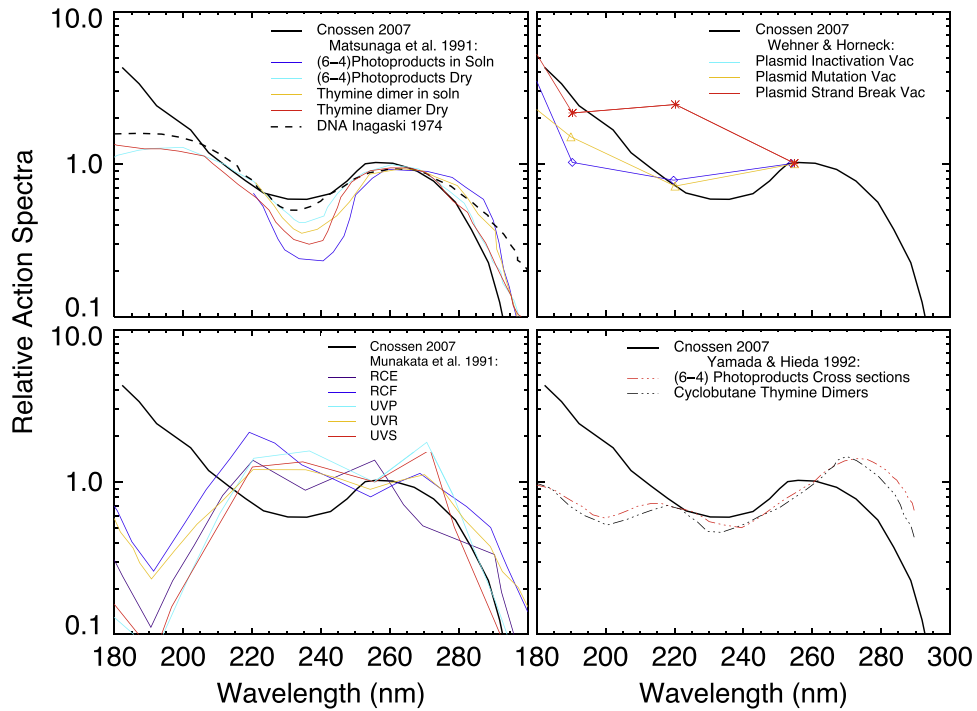 10.0
1.0
0.1
Cnossen 2007
Matsunaga et al. 1991:
(6−4)Photoproducts in Soln
(6−4)Photoproducts Dry
Thymine dimer in soln
Thymine diamer Dry
DNA Inagaski 1974
Cnossen 2007
Wehner & Horneck:
Plasmid Inactivation Vac
Plasmid Mutation Vac
Plasmid Strand Break Vac
Relative Action Spectra
10.0
1.0
0.1
Cnossen 2007
Munakata et al. 1991:
RCE
RCF
UVP
UVR
UVS
Cnossen 2007
Yamada & Hieda 1992:
(6−4) Photoproducts Cross sections
Cyclobutane Thymine Dimers
180 200 220 240 260 280
180 200 220 240 260 280 300
Wavelength (nm)
Wavelength (nm)